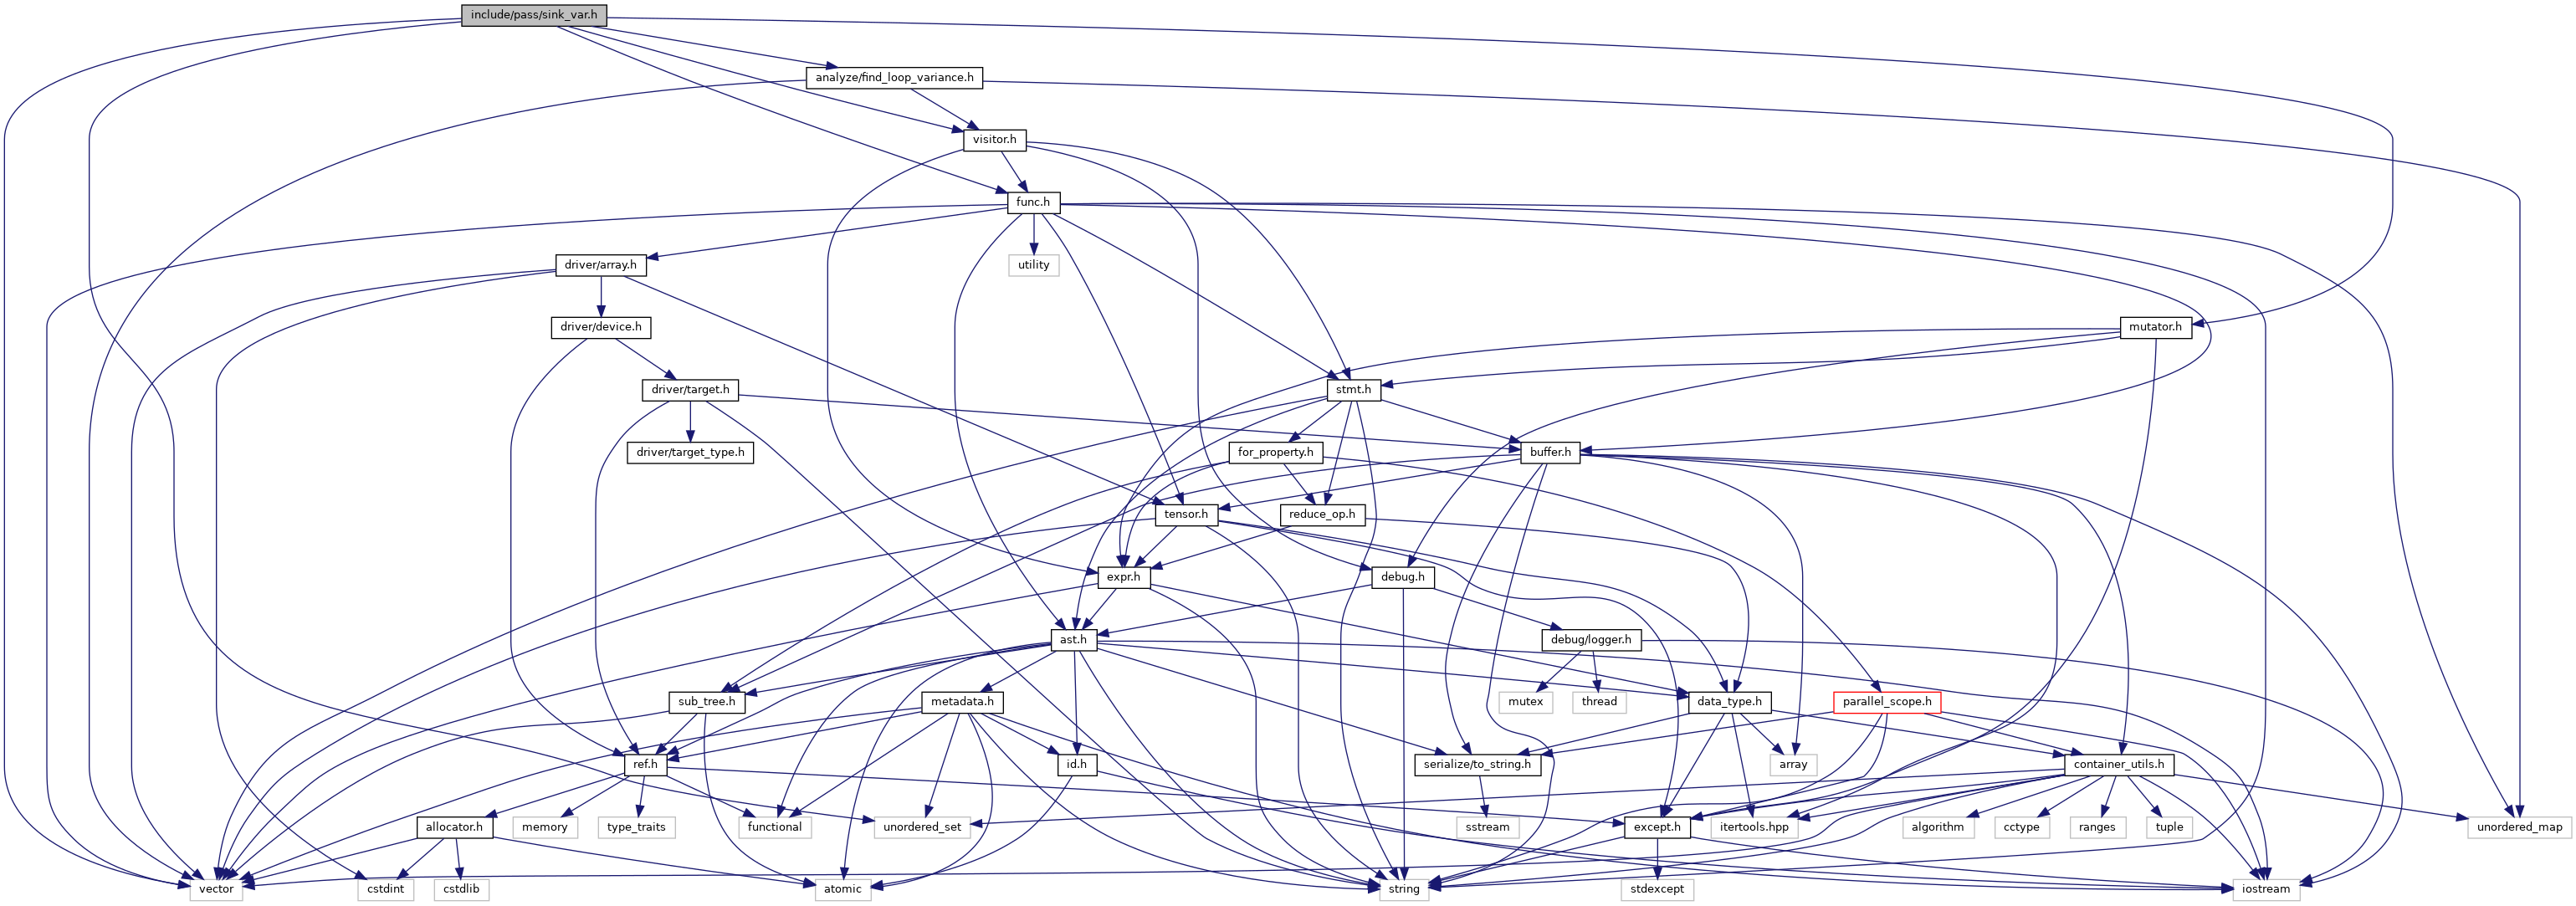 include/pass/sink_var.h
analyze/find_loop_variance.h
visitor.h
func.h
driver/array.h
utility
driver/device.h
mutator.h
driver/target.h
stmt.h
driver/target_type.h
for_property.h
buffer.h
tensor.h
reduce_op.h
expr.h
debug.h
ast.h
debug/logger.h
sub_tree.h
metadata.h
mutex
thread
data_type.h
parallel_scope.h
ref.h
id.h
serialize/to_string.h
array
container_utils.h
allocator.h
memory
type_traits
functional
unordered_set
sstream
except.h
itertools.hpp
algorithm
cctype
ranges
tuple
unordered_map
vector
cstdint
cstdlib
atomic
string
stdexcept
iostream